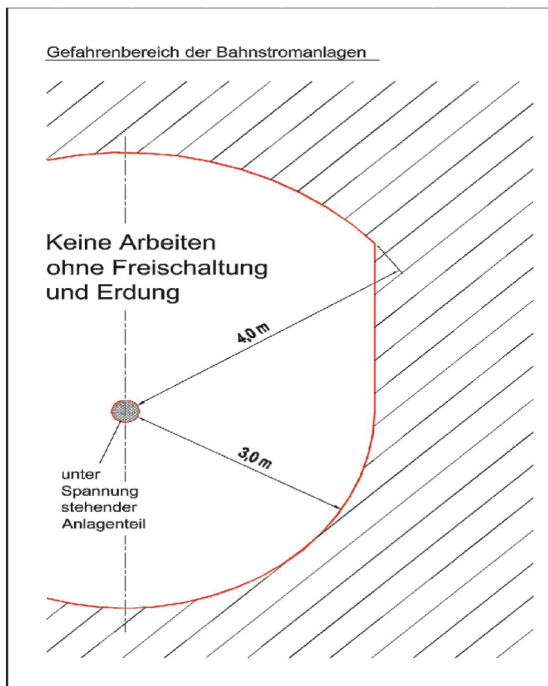 Gefahrenbereich der Bahnstromanlagen
Keine Arbeiten
ohne Freischaltung
und Erdung
4,0 m
3,0 m
unter
Spannung
stehender
Anlagenteil